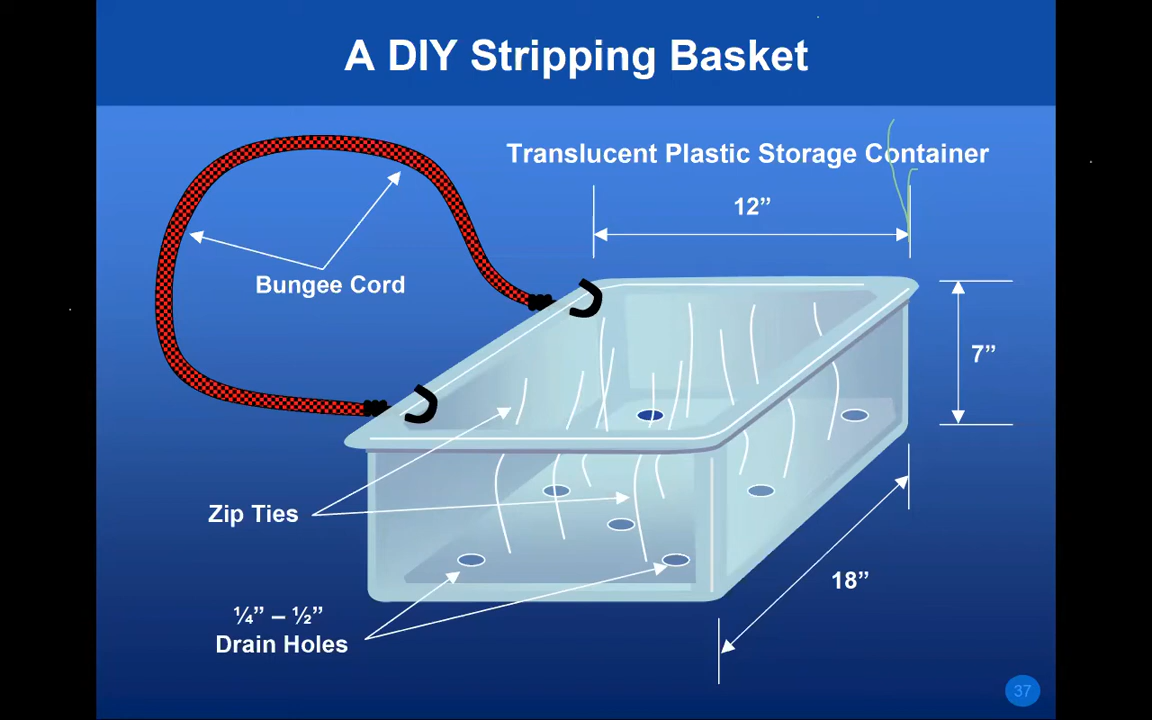 A DIY Stripping Basket
Translucent Plastic Storage Container
12”
Bungee Cord
7”
Zip Ties
18”
¼” – ½”
Drain Holes
37